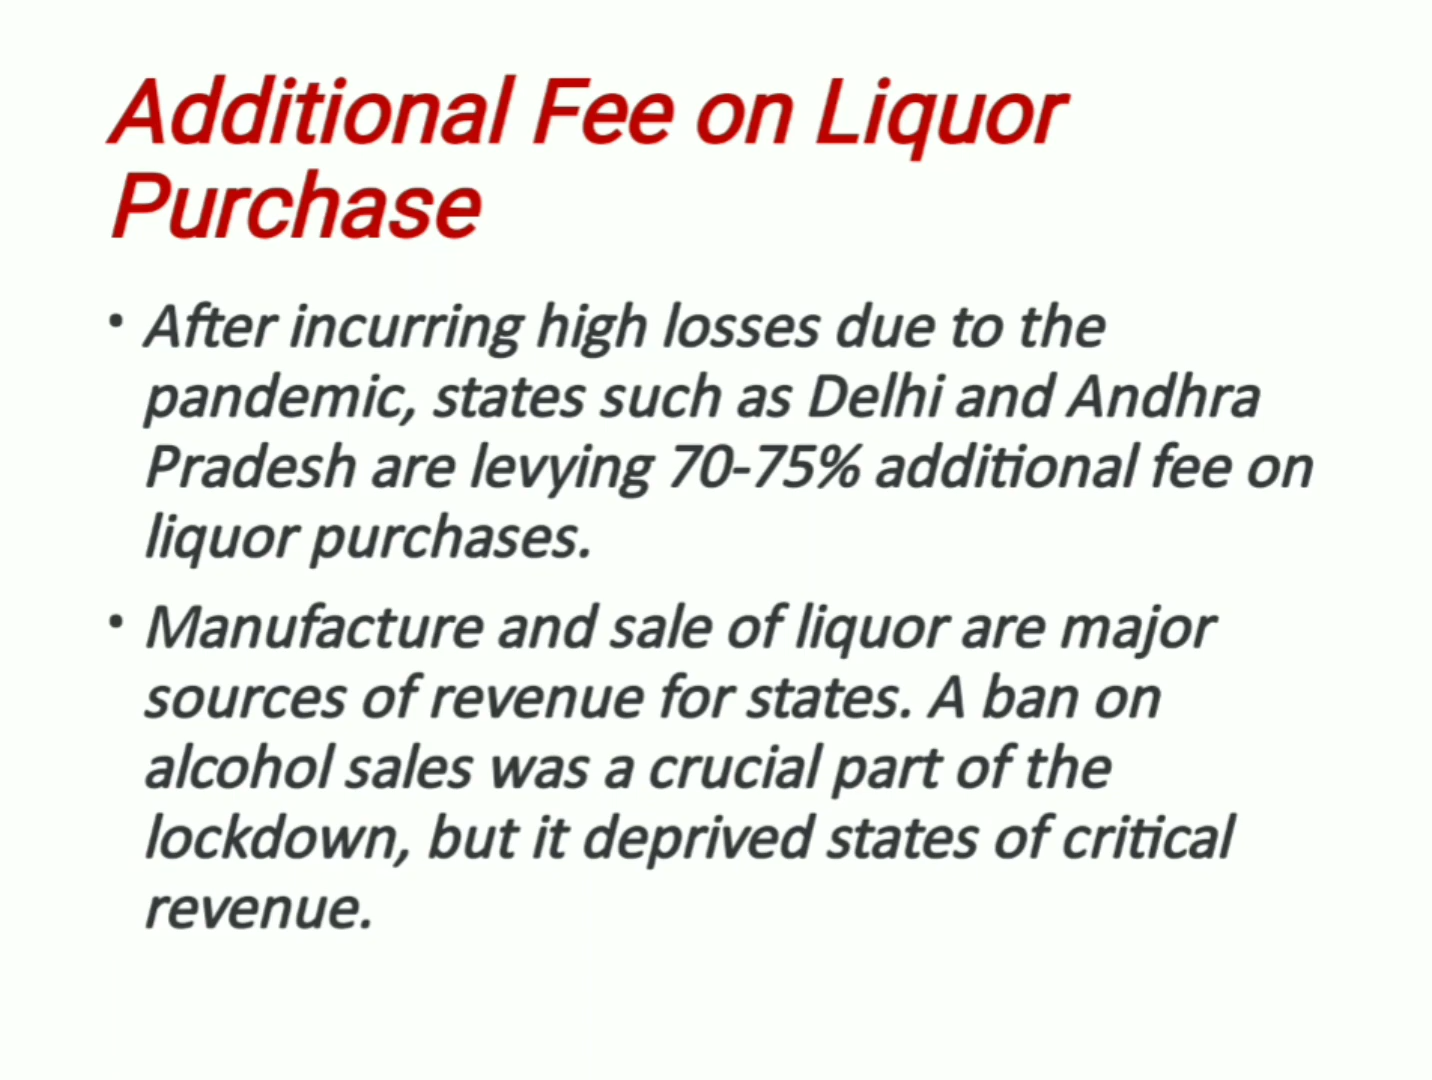 Additional Fee on Liquor
Purchase
• After incurring high losses due to the
pandemic, states such as Delhi and Andhra
Pradesh are levying 70-75% additional fee on
liquor purchases.
• Manufacture and sale of liquor are major
sources of revenue for states. A ban on
alcohol sales was a crucial part of the
lockdown, but it deprived states of critical
revenue.